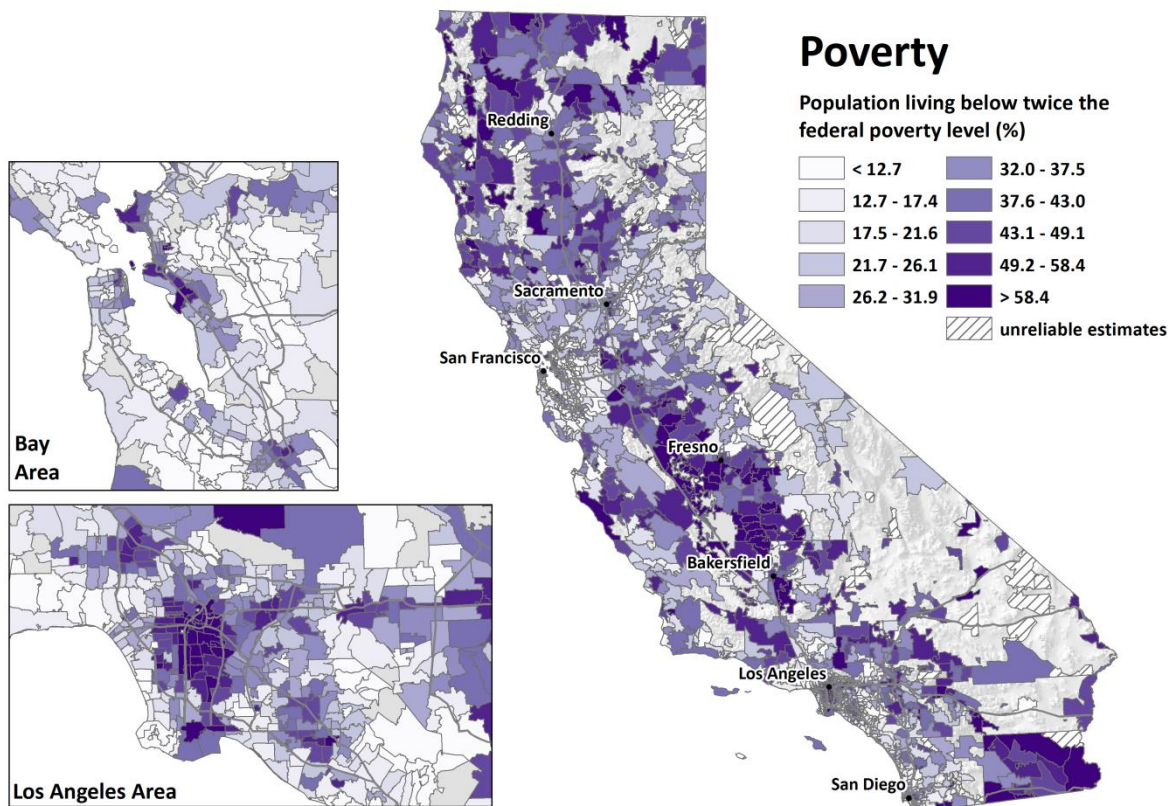 Poverty
Population living below twice the
federal poverty level (%)
< 12.7
12.7 - 17.4
17.5 - 21.6
21.7 - 26.1
26.2 - 31.9
32.0 - 37.5
37.6 - 43.0
43.1 - 49.1
49.2 - 58.4
> 58.4
unreliable estimates
Redding
Sacramento
San Francisco
Fresno
Bakersfield
Los Angeles
San Diego
Bay
Area
Los Angeles Area